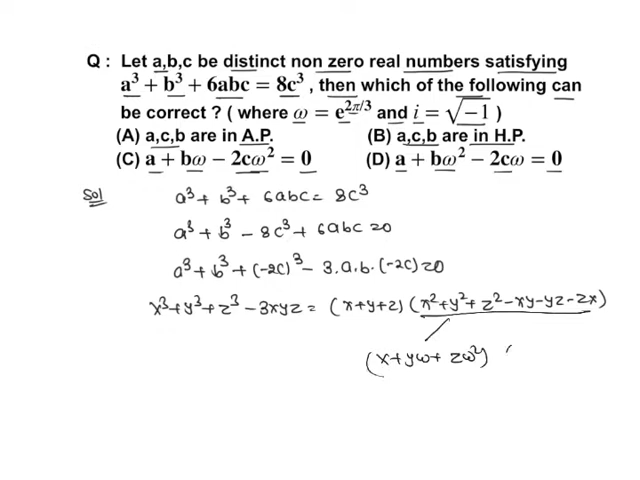 Q : Let a,b,c be distinct non zero real numbers satisfying
a³ + b³ + 6abc = 8c³ , then which of the following can
be correct ? ( where ω = e^{2π/3} and i = √−1 )
(A) a,c,b are in A.P. (B) a,c,b are in H.P.
(C) a + bω − 2cω² = 0 (D) a + bω² − 2cω = 0
Sol a³ + b³ + 6abc = 8c³
a³ + b³ − 8c³ + 6abc = 0
a³ + b³ + (−2c)³ − 3.a.b.(−2c) = 0
x³ + y³ + z³ − 3xyz = (x+y+z) (x² + y² + z² − xy − yz − zx)
(x + yω + zω²) (